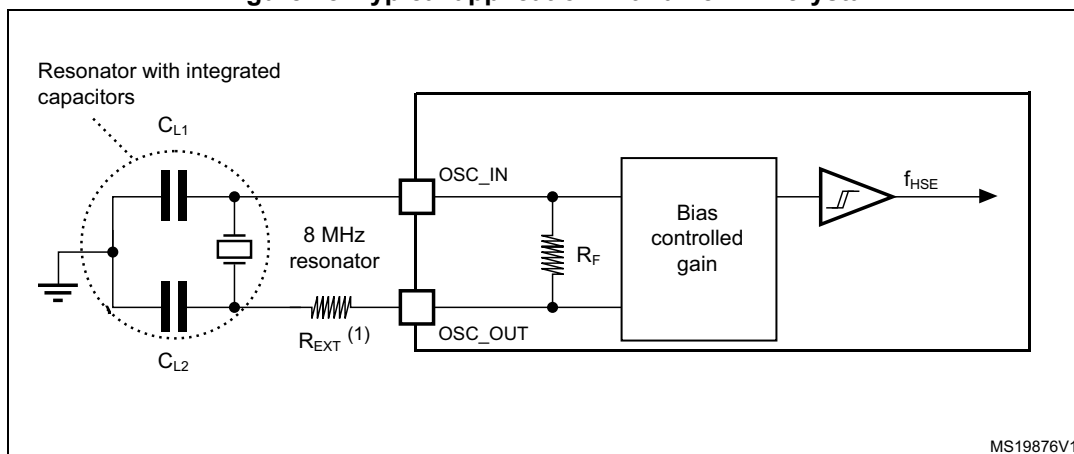 Resonator with integrated
capacitors
CL1
OSC_IN
fHSE
8 MHz
resonator
RF
Bias
controlled
gain
REXT (1)
OSC_OUT
CL2
MS19876V1